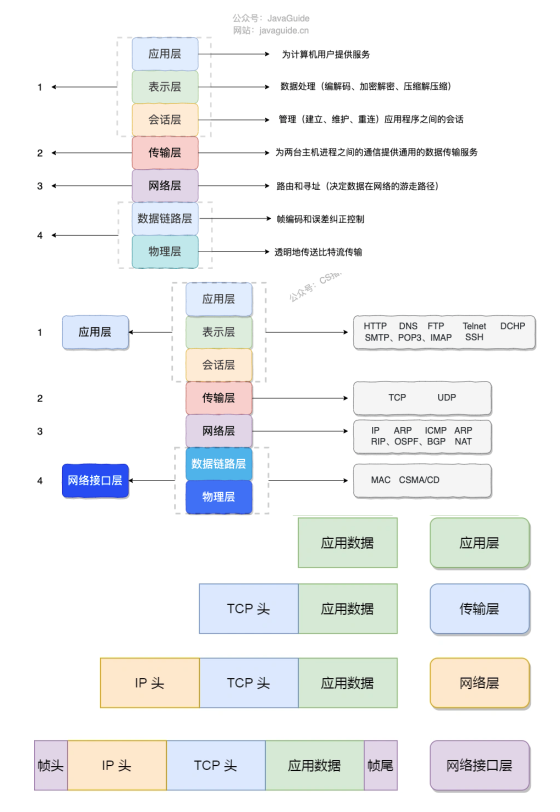 公众号：JavaGuide
网站：javaguide.cn
应用层
为计算机用户提供服务
1
表示层
数据处理（编解码、加密解密、压缩解压缩）
会话层
管理（建立、维护、重连）应用程序之间的会话
2
传输层
为两台主机进程之间的通信提供通用的数据传输服务
3
网络层
路由和寻址（决定数据在网络的游走路径）
数据链路层
帧编码和误差纠正控制
4
物理层
透明地传送比特流传输
公众号：
应用层
1
应用层
表示层
HTTP DNS FTP Telnet DCHP
SMTP、POP3、IMAP SSH
会话层
2
传输层
TCP UDP
3
网络层
IP ARP ICMP ARP
RIP、OSPF、BGP NAT
数据链路层
4
网络接口层
MAC CSMA/CD
物理层
应用数据
应用层
TCP 头
应用数据
传输层
IP 头
TCP 头
应用数据
网络层
帧头
IP 头
TCP 头
应用数据
帧尾
网络接口层